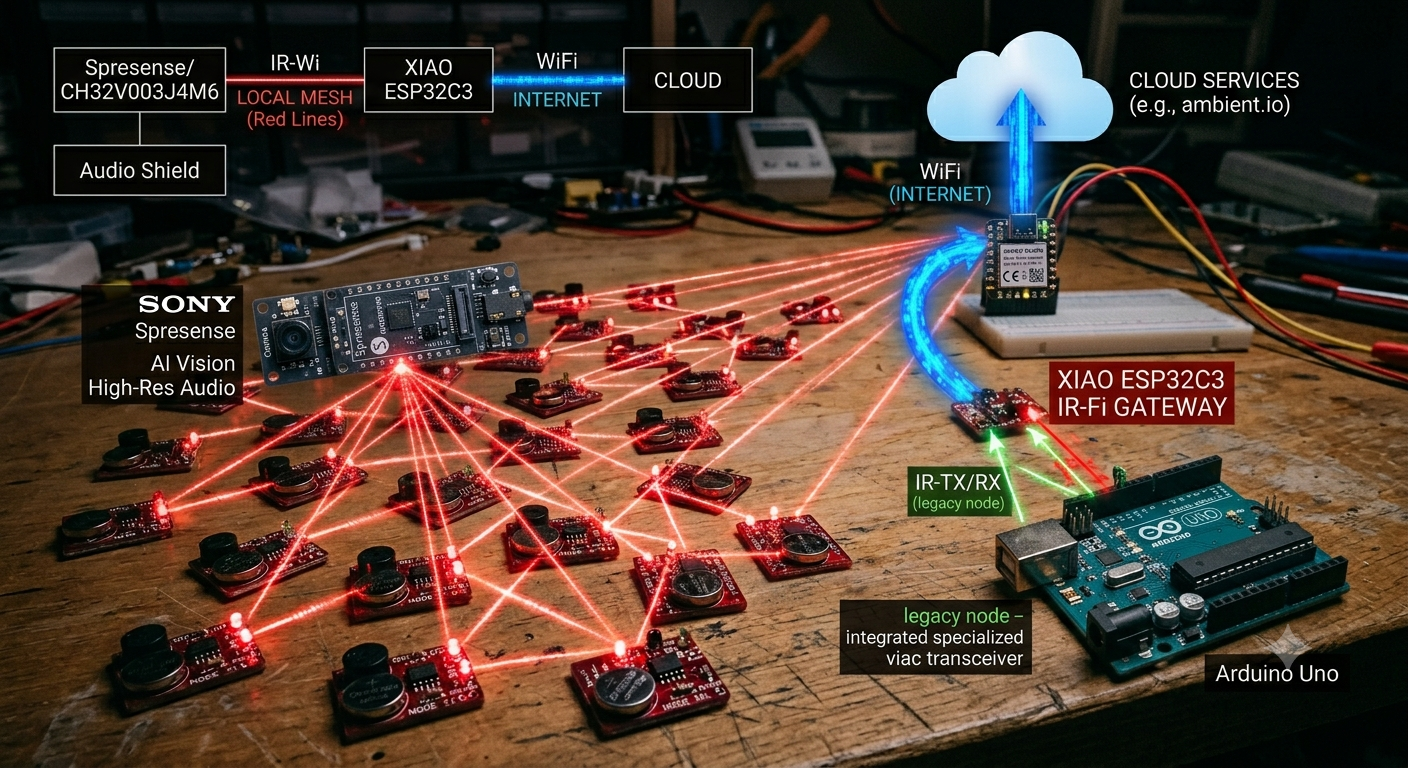 Spresense/
CH32V003J4M6
IR-Wi
LOCAL MESH
(Red Lines)
XIAO
ESP32C3
WiFi
INTERNET
CLOUD
Audio Shield
CLOUD SERVICES
(e.g., ambient.io)
WiFi
(INTERNET)
SONY
Spresense
AI Vision
High-Res Audio
Spresense
XIAO ESP32C3
IR-Fi GATEWAY
IR-TX/RX
(legacy node)
legacy node –
integrated specialized
viac transceiver
Arduino Uno